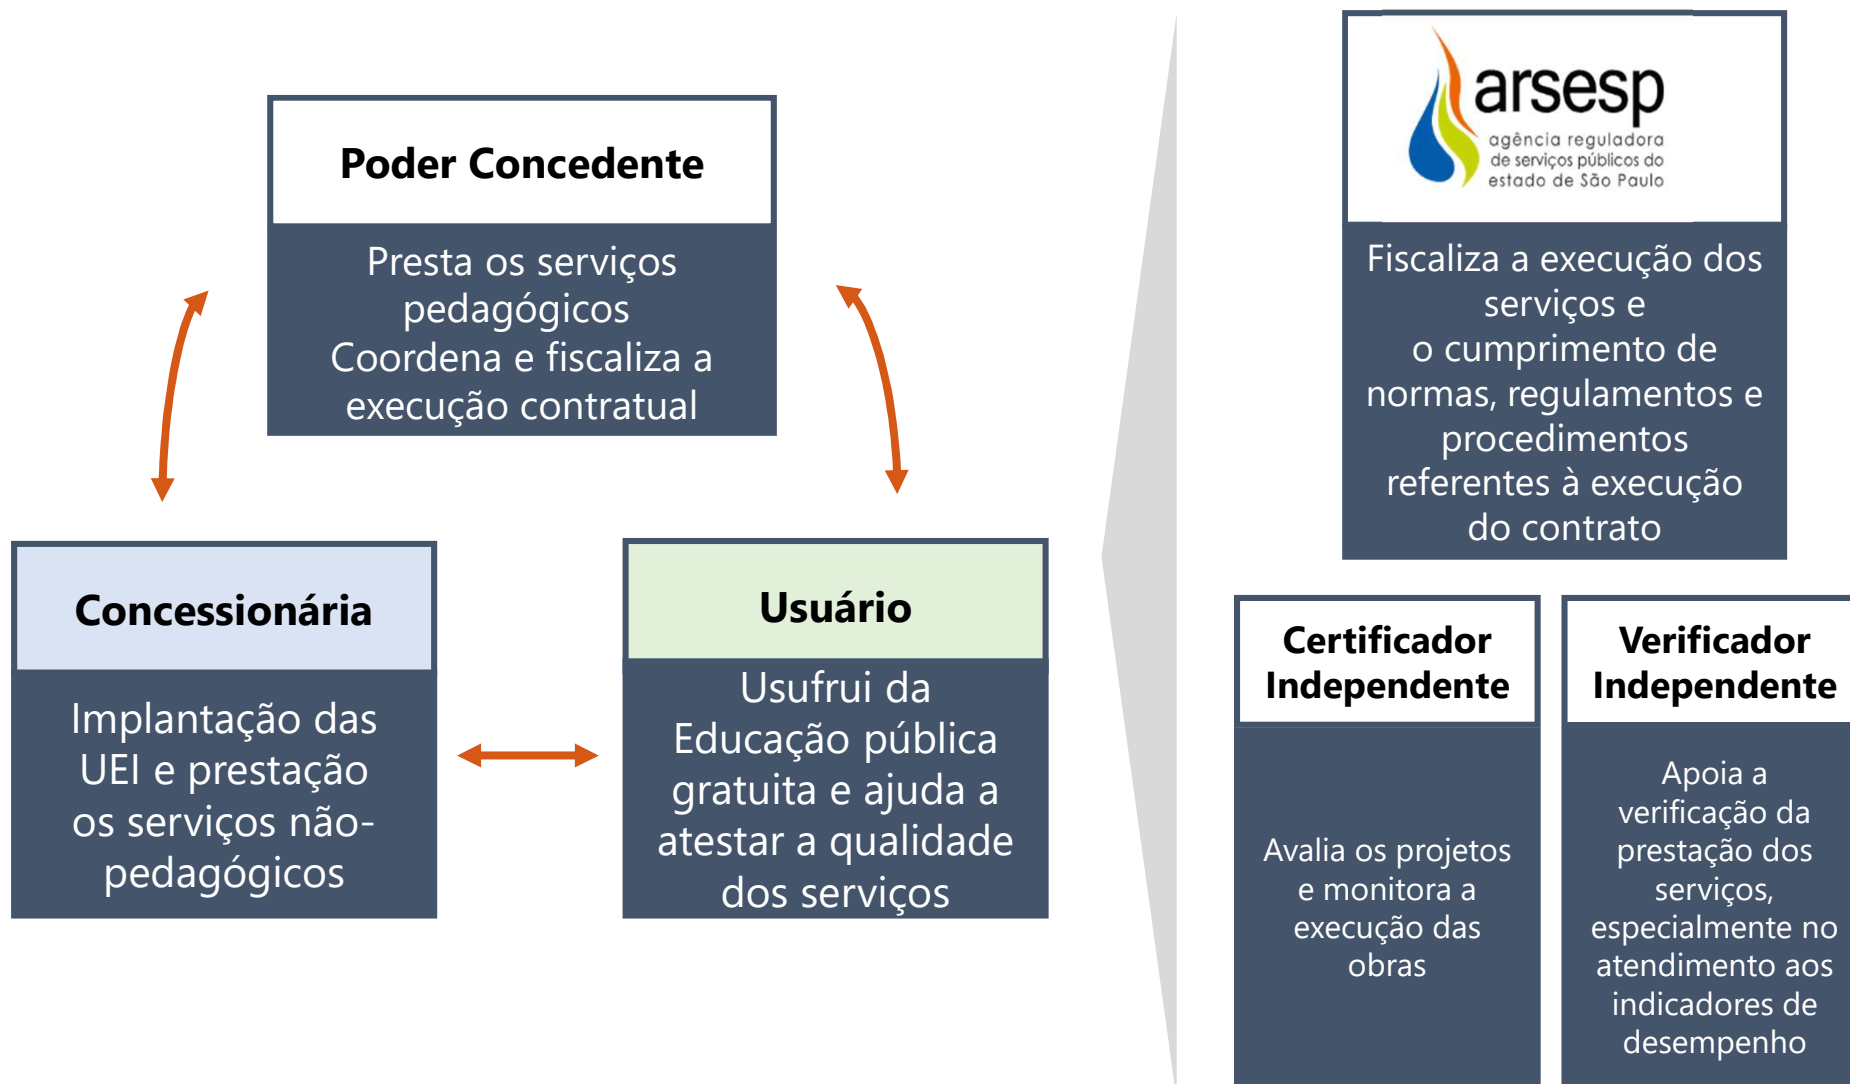 Poder Concedente
Presta os serviços
pedagógicos
Coordena e fiscaliza a
execução contratual
Concessionária
Implantação das
UEI e prestação
os serviços não-
pedagógicos
Usuário
Usufrui da
Educação pública
gratuita e ajuda a
atestar a qualidade
dos serviços
arsesp
agência reguladora
de serviços públicos do
estado de São Paulo
Fiscaliza a execução dos
serviços e
o cumprimento de
normas, regulamentos e
procedimentos
referentes à execução
do contrato
Certificador
Independente
Avalia os projetos
e monitora a
execução das
obras
Verificador
Independente
Apoia a
verificação da
prestação dos
serviços,
especialmente no
atendimento aos
indicadores de
desempenho